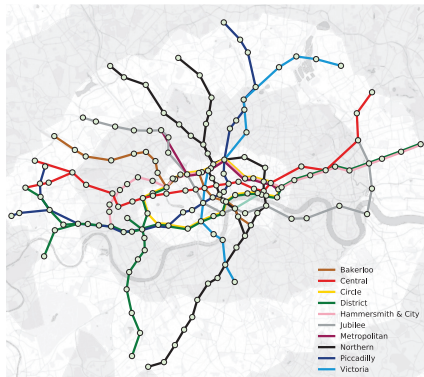 Bakerloo
Central
Circle
District
Hammersmith & City
Jubilee
Metropolitan
Northern
Piccadilly
Victoria